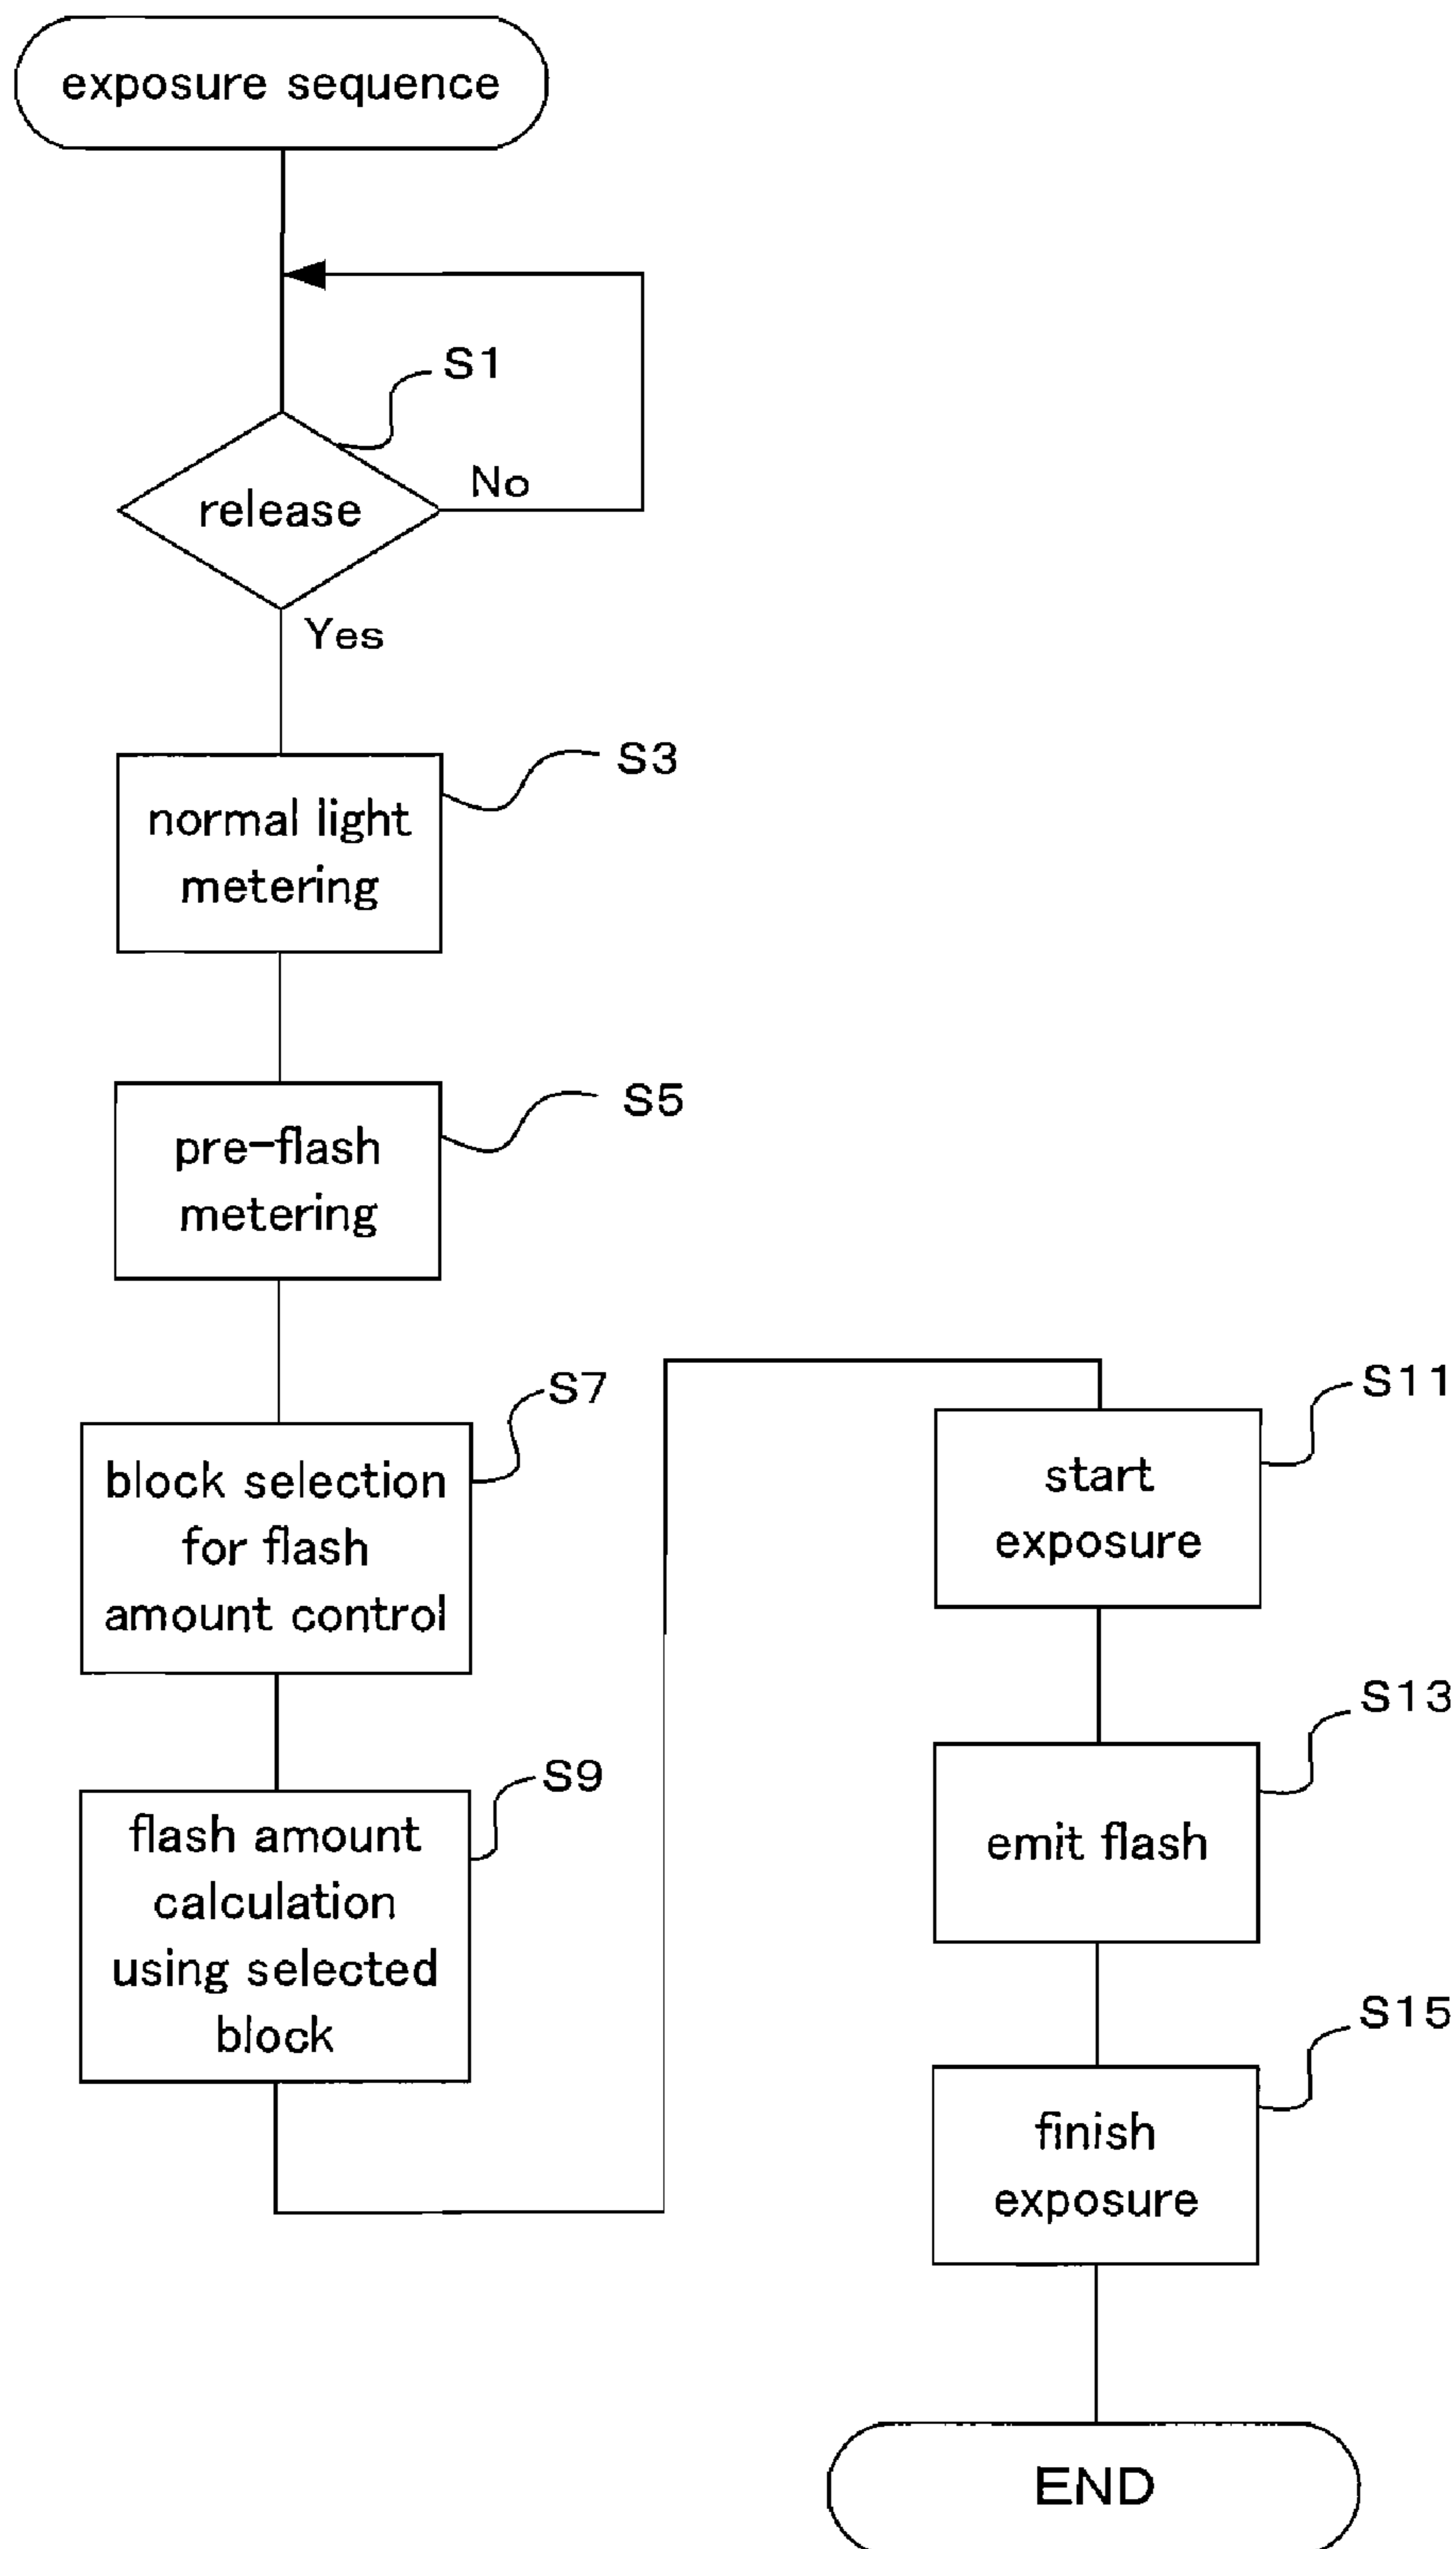 exposure sequence
S1
release
No
Yes
S3
normal light
metering
S5
pre-flash
metering
S7
block selection
for flash
amount control
S9
flash amount
calculation
using selected
block
S11
start
exposure
S13
emit flash
S15
finish
exposure
END